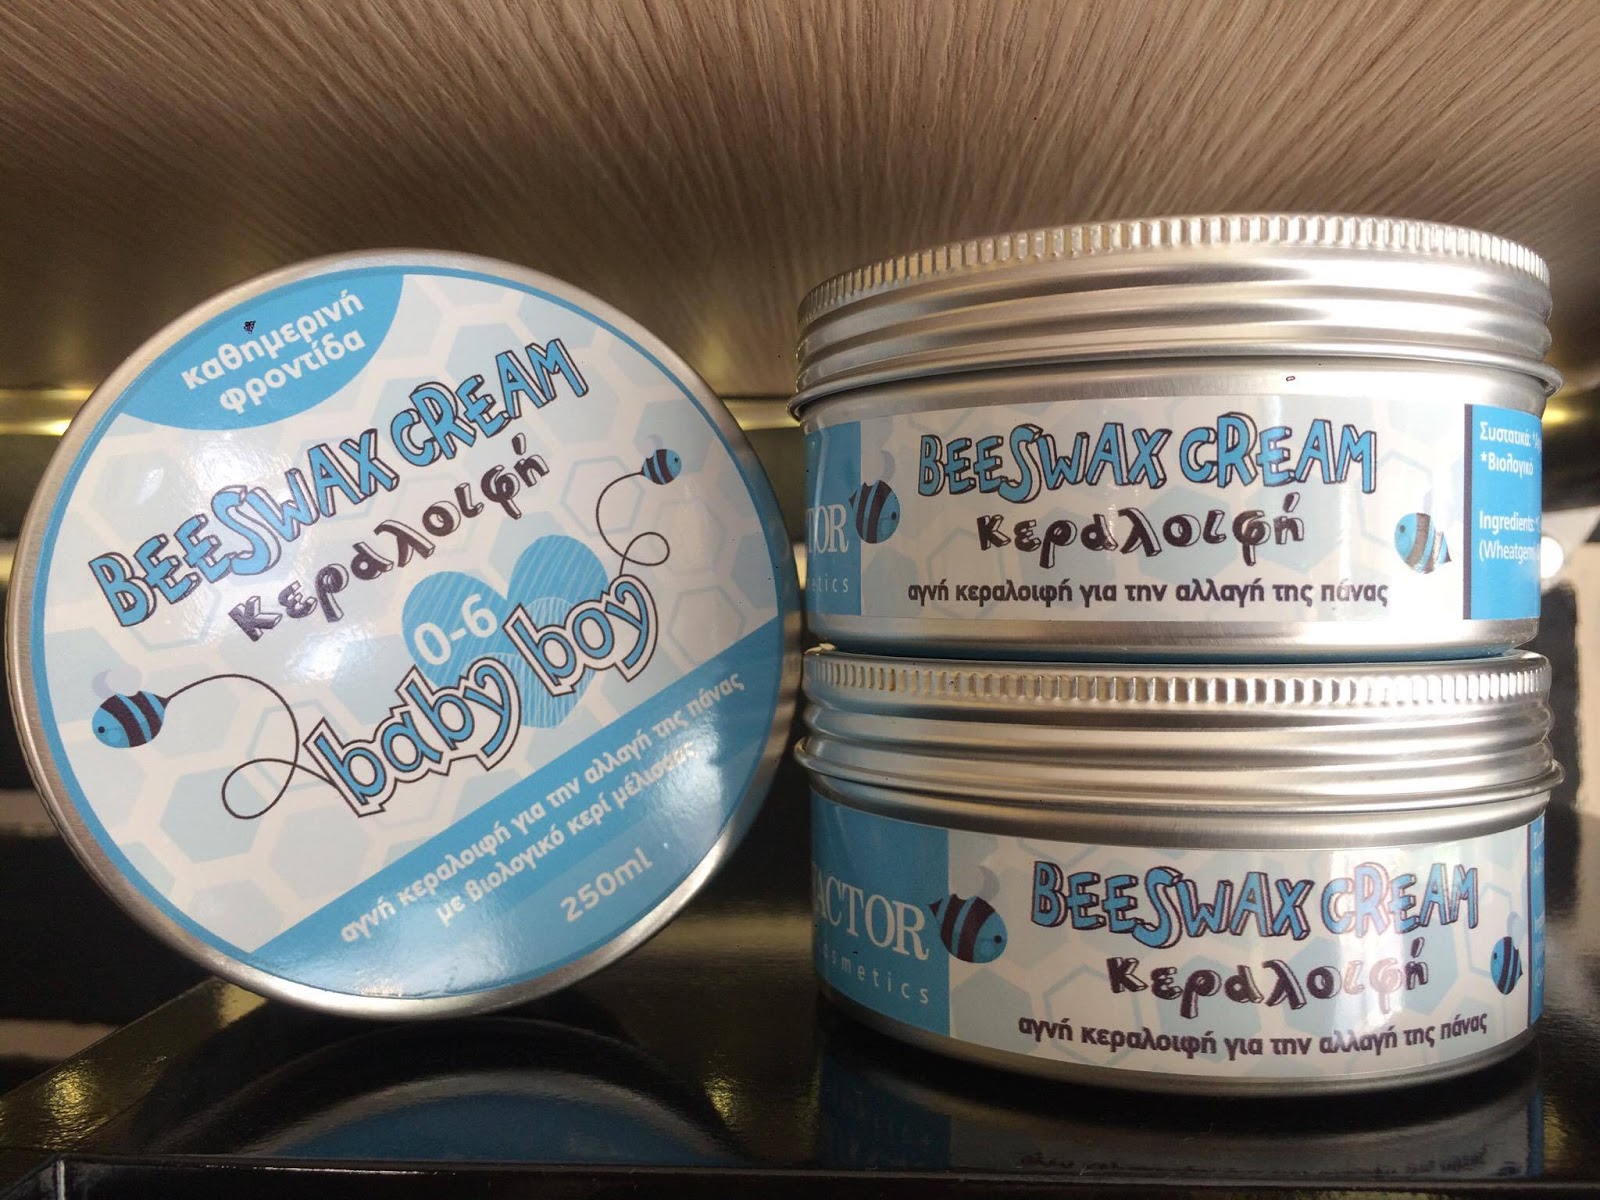 καθημερινή
φροντίδα
BEESWAX CREAM
κεραλοιφή
0-6
baby boy
αγνή κεραλοιφή για την αλλαγή της πάνας
με βιολογικό κερί μέλισσας
250ml
BEESWAX CREAM
κεραλοιφή
αγνή κεραλοιφή για την αλλαγή της πάνας
Συστατικά:
*Βιολογικό
Ingredients:
(Wheatgerm)
BEESWAX CREAM
κεραλοιφή
αγνή κεραλοιφή για την αλλαγή της πάνας